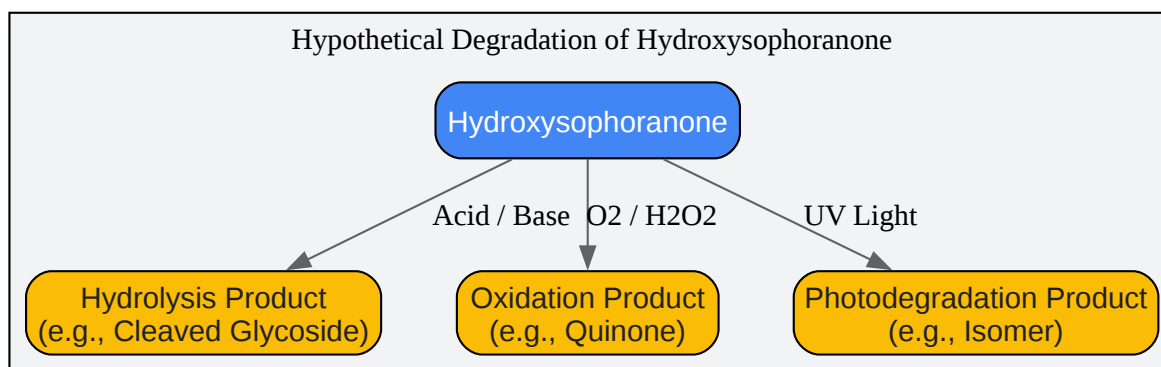 Hypothetical Degradation of Hydroxysophoranone
Hydroxysophoranone
Acid / Base
O2 / H2O2
UV Light
Hydrolysis Product
(e.g., Cleaved Glycoside)
Oxidation Product
(e.g., Quinone)
Photodegradation Product
(e.g., Isomer)